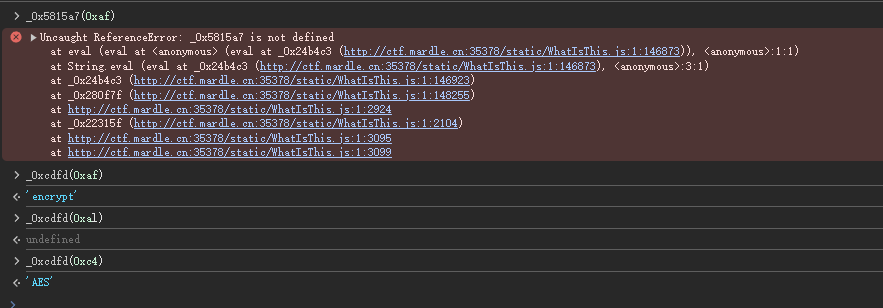 > _0x5815a7(0xaf)
▶Uncaught ReferenceError: _0x5815a7 is not defined
at eval (eval at <anonymous> (eval at _0x24b4c3 (http://ctf.mardle.cn:35378/static/WhatIsThis.js:1:146873)), <anonymous>:1:1)
at String.eval (eval at _0x24b4c3 (http://ctf.mardle.cn:35378/static/WhatIsThis.js:1:146873), <anonymous>:3:1)
at _0x24b4c3 (http://ctf.mardle.cn:35378/static/WhatIsThis.js:1:146923)
at _0x280f7f (http://ctf.mardle.cn:35378/static/WhatIsThis.js:1:148255)
at http://ctf.mardle.cn:35378/static/WhatIsThis.js:1:2924
at _0x22315f (http://ctf.mardle.cn:35378/static/WhatIsThis.js:1:2104)
at http://ctf.mardle.cn:35378/static/WhatIsThis.js:1:3095
at http://ctf.mardle.cn:35378/static/WhatIsThis.js:1:3099
> _0xcdfd(0xaf)
'encrypt'
> _0xcdfd(0xa1)
undefined
> _0xcdfd(0xc4)
'AES'
>